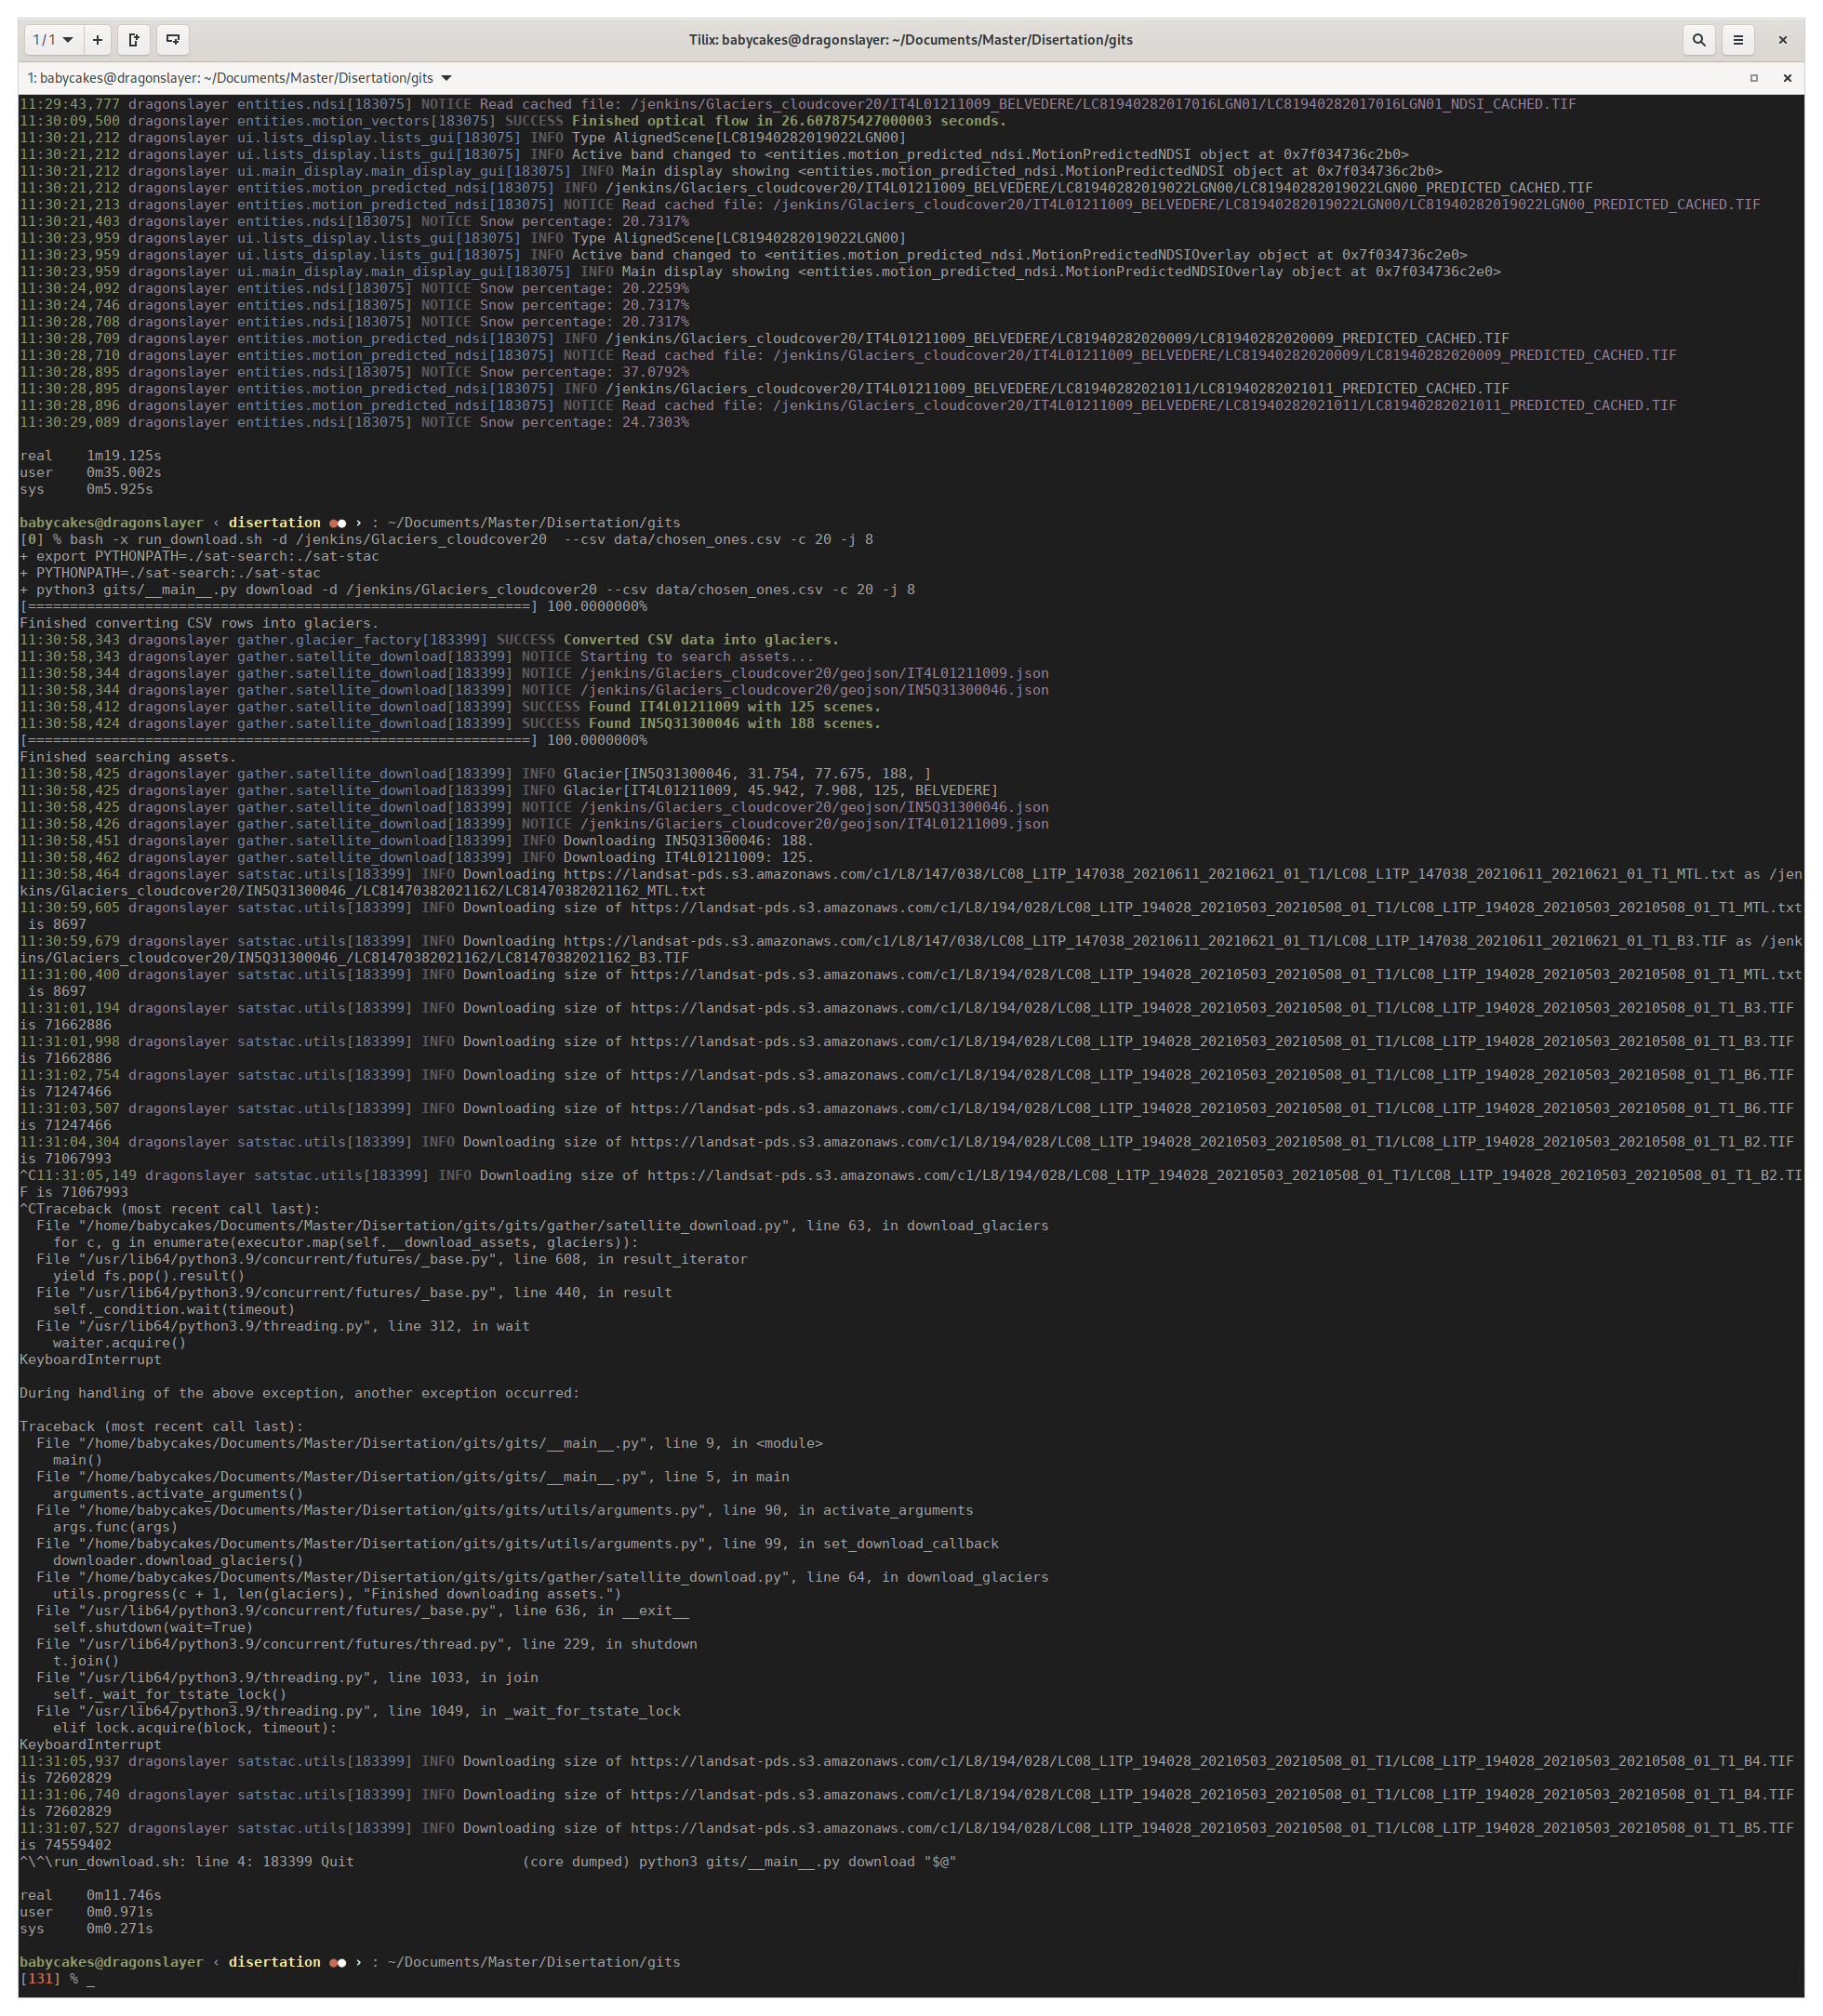 1 / 1
Tilix: babycakes@dragonslayer: ~/Documents/Master/Disertation/gits
1: babycakes@dragonslayer: ~/Documents/Master/Disertation/gits
11:29:43,777 dragonslayer entities.ndsi[183075] NOTICE Read cached file: /jenkins/Glaciers_cloudcover20/IT4L01211009_BELVEDERE/LC81940282017016LGN01/LC81940282017016LGN01_NDSI_CACHED.TIF
11:30:09,500 dragonslayer entities.motion_vectors[183075] SUCCESS Finished optical flow in 26.607875427000003 seconds.
11:30:21,212 dragonslayer ui.lists_display.lists_gui[183075] INFO Type AlignedScene[LC81940282019022LGN00]
11:30:21,212 dragonslayer ui.lists_display.lists_gui[183075] INFO Active band changed to <entities.motion_predicted_ndsi.MotionPredictedNDSI object at 0x7f034736c2b0>
11:30:21,212 dragonslayer ui.main_display.main_display_gui[183075] INFO Main display showing <entities.motion_predicted_ndsi.MotionPredictedNDSI object at 0x7f034736c2b0>
11:30:21,212 dragonslayer entities.motion_predicted_ndsi[183075] INFO /jenkins/Glaciers_cloudcover20/IT4L01211009_BELVEDERE/LC81940282019022LGN00/LC81940282019022LGN00_PREDICTED_CACHED.TIF
11:30:21,213 dragonslayer entities.motion_predicted_ndsi[183075] NOTICE Read cached file: /jenkins/Glaciers_cloudcover20/IT4L01211009_BELVEDERE/LC81940282019022LGN00/LC81940282019022LGN00_PREDICTED_CACHED.TIF
11:30:21,403 dragonslayer entities.ndsi[183075] NOTICE Snow percentage: 20.7317%
11:30:23,959 dragonslayer ui.lists_display.lists_gui[183075] INFO Type AlignedScene[LC81940282019022LGN00]
11:30:23,959 dragonslayer ui.lists_display.lists_gui[183075] INFO Active band changed to <entities.motion_predicted_ndsi.MotionPredictedNDSIOverlay object at 0x7f034736c2e0>
11:30:23,959 dragonslayer ui.main_display.main_display_gui[183075] INFO Main display showing <entities.motion_predicted_ndsi.MotionPredictedNDSIOverlay object at 0x7f034736c2e0>
11:30:24,092 dragonslayer entities.ndsi[183075] NOTICE Snow percentage: 20.2259%
11:30:24,746 dragonslayer entities.ndsi[183075] NOTICE Snow percentage: 20.7317%
11:30:28,708 dragonslayer entities.ndsi[183075] NOTICE Snow percentage: 20.7317%
11:30:28,709 dragonslayer entities.motion_predicted_ndsi[183075] INFO /jenkins/Glaciers_cloudcover20/IT4L01211009_BELVEDERE/LC81940282020009/LC81940282020009_PREDICTED_CACHED.TIF
11:30:28,710 dragonslayer entities.motion_predicted_ndsi[183075] NOTICE Read cached file: /jenkins/Glaciers_cloudcover20/IT4L01211009_BELVEDERE/LC81940282020009/LC81940282020009_PREDICTED_CACHED.TIF
11:30:28,895 dragonslayer entities.ndsi[183075] NOTICE Snow percentage: 37.0792%
11:30:28,895 dragonslayer entities.motion_predicted_ndsi[183075] INFO /jenkins/Glaciers_cloudcover20/IT4L01211009_BELVEDERE/LC81940282021011/LC81940282021011_PREDICTED_CACHED.TIF
11:30:28,896 dragonslayer entities.motion_predicted_ndsi[183075] NOTICE Read cached file: /jenkins/Glaciers_cloudcover20/IT4L01211009_BELVEDERE/LC81940282021011/LC81940282021011_PREDICTED_CACHED.TIF
11:30:29,089 dragonslayer entities.ndsi[183075] NOTICE Snow percentage: 24.7303%
real    1m19.125s
user    0m35.002s
sys     0m5.925s
babycakes@dragonslayer ‹ disertation ●● › : ~/Documents/Master/Disertation/gits
[0] % bash -x run_download.sh -d /jenkins/Glaciers_cloudcover20  --csv data/chosen_ones.csv -c 20 -j 8
+ export PYTHONPATH=./sat-search:./sat-stac
+ PYTHONPATH=./sat-search:./sat-stac
+ python3 gits/__main__.py download -d /jenkins/Glaciers_cloudcover20 --csv data/chosen_ones.csv -c 20 -j 8
[============================================================] 100.0000000%
Finished converting CSV rows into glaciers.
11:30:58,343 dragonslayer gather.glacier_factory[183399] SUCCESS Converted CSV data into glaciers.
11:30:58,343 dragonslayer gather.satellite_download[183399] NOTICE Starting to search assets...
11:30:58,344 dragonslayer gather.satellite_download[183399] NOTICE /jenkins/Glaciers_cloudcover20/geojson/IT4L01211009.json
11:30:58,344 dragonslayer gather.satellite_download[183399] NOTICE /jenkins/Glaciers_cloudcover20/geojson/IN5Q31300046.json
11:30:58,412 dragonslayer gather.satellite_download[183399] SUCCESS Found IT4L01211009 with 125 scenes.
11:30:58,424 dragonslayer gather.satellite_download[183399] SUCCESS Found IN5Q31300046 with 188 scenes.
[============================================================] 100.0000000%
Finished searching assets.
11:30:58,425 dragonslayer gather.satellite_download[183399] INFO Glacier[IN5Q31300046, 31.754, 77.675, 188, ]
11:30:58,425 dragonslayer gather.satellite_download[183399] INFO Glacier[IT4L01211009, 45.942, 7.908, 125, BELVEDERE]
11:30:58,425 dragonslayer gather.satellite_download[183399] NOTICE /jenkins/Glaciers_cloudcover20/geojson/IN5Q31300046.json
11:30:58,426 dragonslayer gather.satellite_download[183399] NOTICE /jenkins/Glaciers_cloudcover20/geojson/IT4L01211009.json
11:30:58,451 dragonslayer gather.satellite_download[183399] INFO Downloading IN5Q31300046: 188.
11:30:58,462 dragonslayer gather.satellite_download[183399] INFO Downloading IT4L01211009: 125.
11:30:58,464 dragonslayer satstac.utils[183399] INFO Downloading https://landsat-pds.s3.amazonaws.com/c1/L8/147/038/LC08_L1TP_147038_20210611_20210621_01_T1/LC08_L1TP_147038_20210611_20210621_01_T1_MTL.txt as /jen
kins/Glaciers_cloudcover20/IN5Q31300046_/LC81470382021162/LC81470382021162_MTL.txt
11:30:59,605 dragonslayer satstac.utils[183399] INFO Downloading size of https://landsat-pds.s3.amazonaws.com/c1/L8/194/028/LC08_L1TP_194028_20210503_20210508_01_T1/LC08_L1TP_194028_20210503_20210508_01_T1_MTL.txt
 is 8697
11:30:59,679 dragonslayer satstac.utils[183399] INFO Downloading https://landsat-pds.s3.amazonaws.com/c1/L8/147/038/LC08_L1TP_147038_20210611_20210621_01_T1/LC08_L1TP_147038_20210611_20210621_01_T1_B3.TIF as /jenk
ins/Glaciers_cloudcover20/IN5Q31300046_/LC81470382021162/LC81470382021162_B3.TIF
11:31:00,400 dragonslayer satstac.utils[183399] INFO Downloading size of https://landsat-pds.s3.amazonaws.com/c1/L8/194/028/LC08_L1TP_194028_20210503_20210508_01_T1/LC08_L1TP_194028_20210503_20210508_01_T1_MTL.txt
 is 8697
11:31:01,194 dragonslayer satstac.utils[183399] INFO Downloading size of https://landsat-pds.s3.amazonaws.com/c1/L8/194/028/LC08_L1TP_194028_20210503_20210508_01_T1/LC08_L1TP_194028_20210503_20210508_01_T1_B3.TIF
is 71662886
11:31:01,998 dragonslayer satstac.utils[183399] INFO Downloading size of https://landsat-pds.s3.amazonaws.com/c1/L8/194/028/LC08_L1TP_194028_20210503_20210508_01_T1/LC08_L1TP_194028_20210503_20210508_01_T1_B3.TIF
is 71662886
11:31:02,754 dragonslayer satstac.utils[183399] INFO Downloading size of https://landsat-pds.s3.amazonaws.com/c1/L8/194/028/LC08_L1TP_194028_20210503_20210508_01_T1/LC08_L1TP_194028_20210503_20210508_01_T1_B6.TIF
is 71247466
11:31:03,507 dragonslayer satstac.utils[183399] INFO Downloading size of https://landsat-pds.s3.amazonaws.com/c1/L8/194/028/LC08_L1TP_194028_20210503_20210508_01_T1/LC08_L1TP_194028_20210503_20210508_01_T1_B6.TIF
is 71247466
11:31:04,304 dragonslayer satstac.utils[183399] INFO Downloading size of https://landsat-pds.s3.amazonaws.com/c1/L8/194/028/LC08_L1TP_194028_20210503_20210508_01_T1/LC08_L1TP_194028_20210503_20210508_01_T1_B2.TIF
is 71067993
^C11:31:05,149 dragonslayer satstac.utils[183399] INFO Downloading size of https://landsat-pds.s3.amazonaws.com/c1/L8/194/028/LC08_L1TP_194028_20210503_20210508_01_T1/LC08_L1TP_194028_20210503_20210508_01_T1_B2.TI
F is 71067993
^CTraceback (most recent call last):
  File "/home/babycakes/Documents/Master/Disertation/gits/gits/gather/satellite_download.py", line 63, in download_glaciers
    for c, g in enumerate(executor.map(self.__download_assets, glaciers)):
  File "/usr/lib64/python3.9/concurrent/futures/_base.py", line 608, in result_iterator
    yield fs.pop().result()
  File "/usr/lib64/python3.9/concurrent/futures/_base.py", line 440, in result
    self._condition.wait(timeout)
  File "/usr/lib64/python3.9/threading.py", line 312, in wait
    waiter.acquire()
KeyboardInterrupt
During handling of the above exception, another exception occurred:
Traceback (most recent call last):
  File "/home/babycakes/Documents/Master/Disertation/gits/gits/__main__.py", line 9, in <module>
    main()
  File "/home/babycakes/Documents/Master/Disertation/gits/gits/__main__.py", line 5, in main
    arguments.activate_arguments()
  File "/home/babycakes/Documents/Master/Disertation/gits/gits/utils/arguments.py", line 90, in activate_arguments
    args.func(args)
  File "/home/babycakes/Documents/Master/Disertation/gits/gits/utils/arguments.py", line 99, in set_download_callback
    downloader.download_glaciers()
  File "/home/babycakes/Documents/Master/Disertation/gits/gits/gather/satellite_download.py", line 64, in download_glaciers
    utils.progress(c + 1, len(glaciers), "Finished downloading assets.")
  File "/usr/lib64/python3.9/concurrent/futures/_base.py", line 636, in __exit__
    self.shutdown(wait=True)
  File "/usr/lib64/python3.9/concurrent/futures/thread.py", line 229, in shutdown
    t.join()
  File "/usr/lib64/python3.9/threading.py", line 1033, in join
    self._wait_for_tstate_lock()
  File "/usr/lib64/python3.9/threading.py", line 1049, in _wait_for_tstate_lock
    elif lock.acquire(block, timeout):
KeyboardInterrupt
11:31:05,937 dragonslayer satstac.utils[183399] INFO Downloading size of https://landsat-pds.s3.amazonaws.com/c1/L8/194/028/LC08_L1TP_194028_20210503_20210508_01_T1/LC08_L1TP_194028_20210503_20210508_01_T1_B4.TIF
is 72602829
11:31:06,740 dragonslayer satstac.utils[183399] INFO Downloading size of https://landsat-pds.s3.amazonaws.com/c1/L8/194/028/LC08_L1TP_194028_20210503_20210508_01_T1/LC08_L1TP_194028_20210503_20210508_01_T1_B4.TIF
is 72602829
11:31:07,527 dragonslayer satstac.utils[183399] INFO Downloading size of https://landsat-pds.s3.amazonaws.com/c1/L8/194/028/LC08_L1TP_194028_20210503_20210508_01_T1/LC08_L1TP_194028_20210503_20210508_01_T1_B5.TIF
is 74559402
^\^\run_download.sh: line 4: 183399 Quit                    (core dumped) python3 gits/__main__.py download "$@"
real    0m11.746s
user    0m0.971s
sys     0m0.271s
babycakes@dragonslayer ‹ disertation ●● › : ~/Documents/Master/Disertation/gits
[131] % _